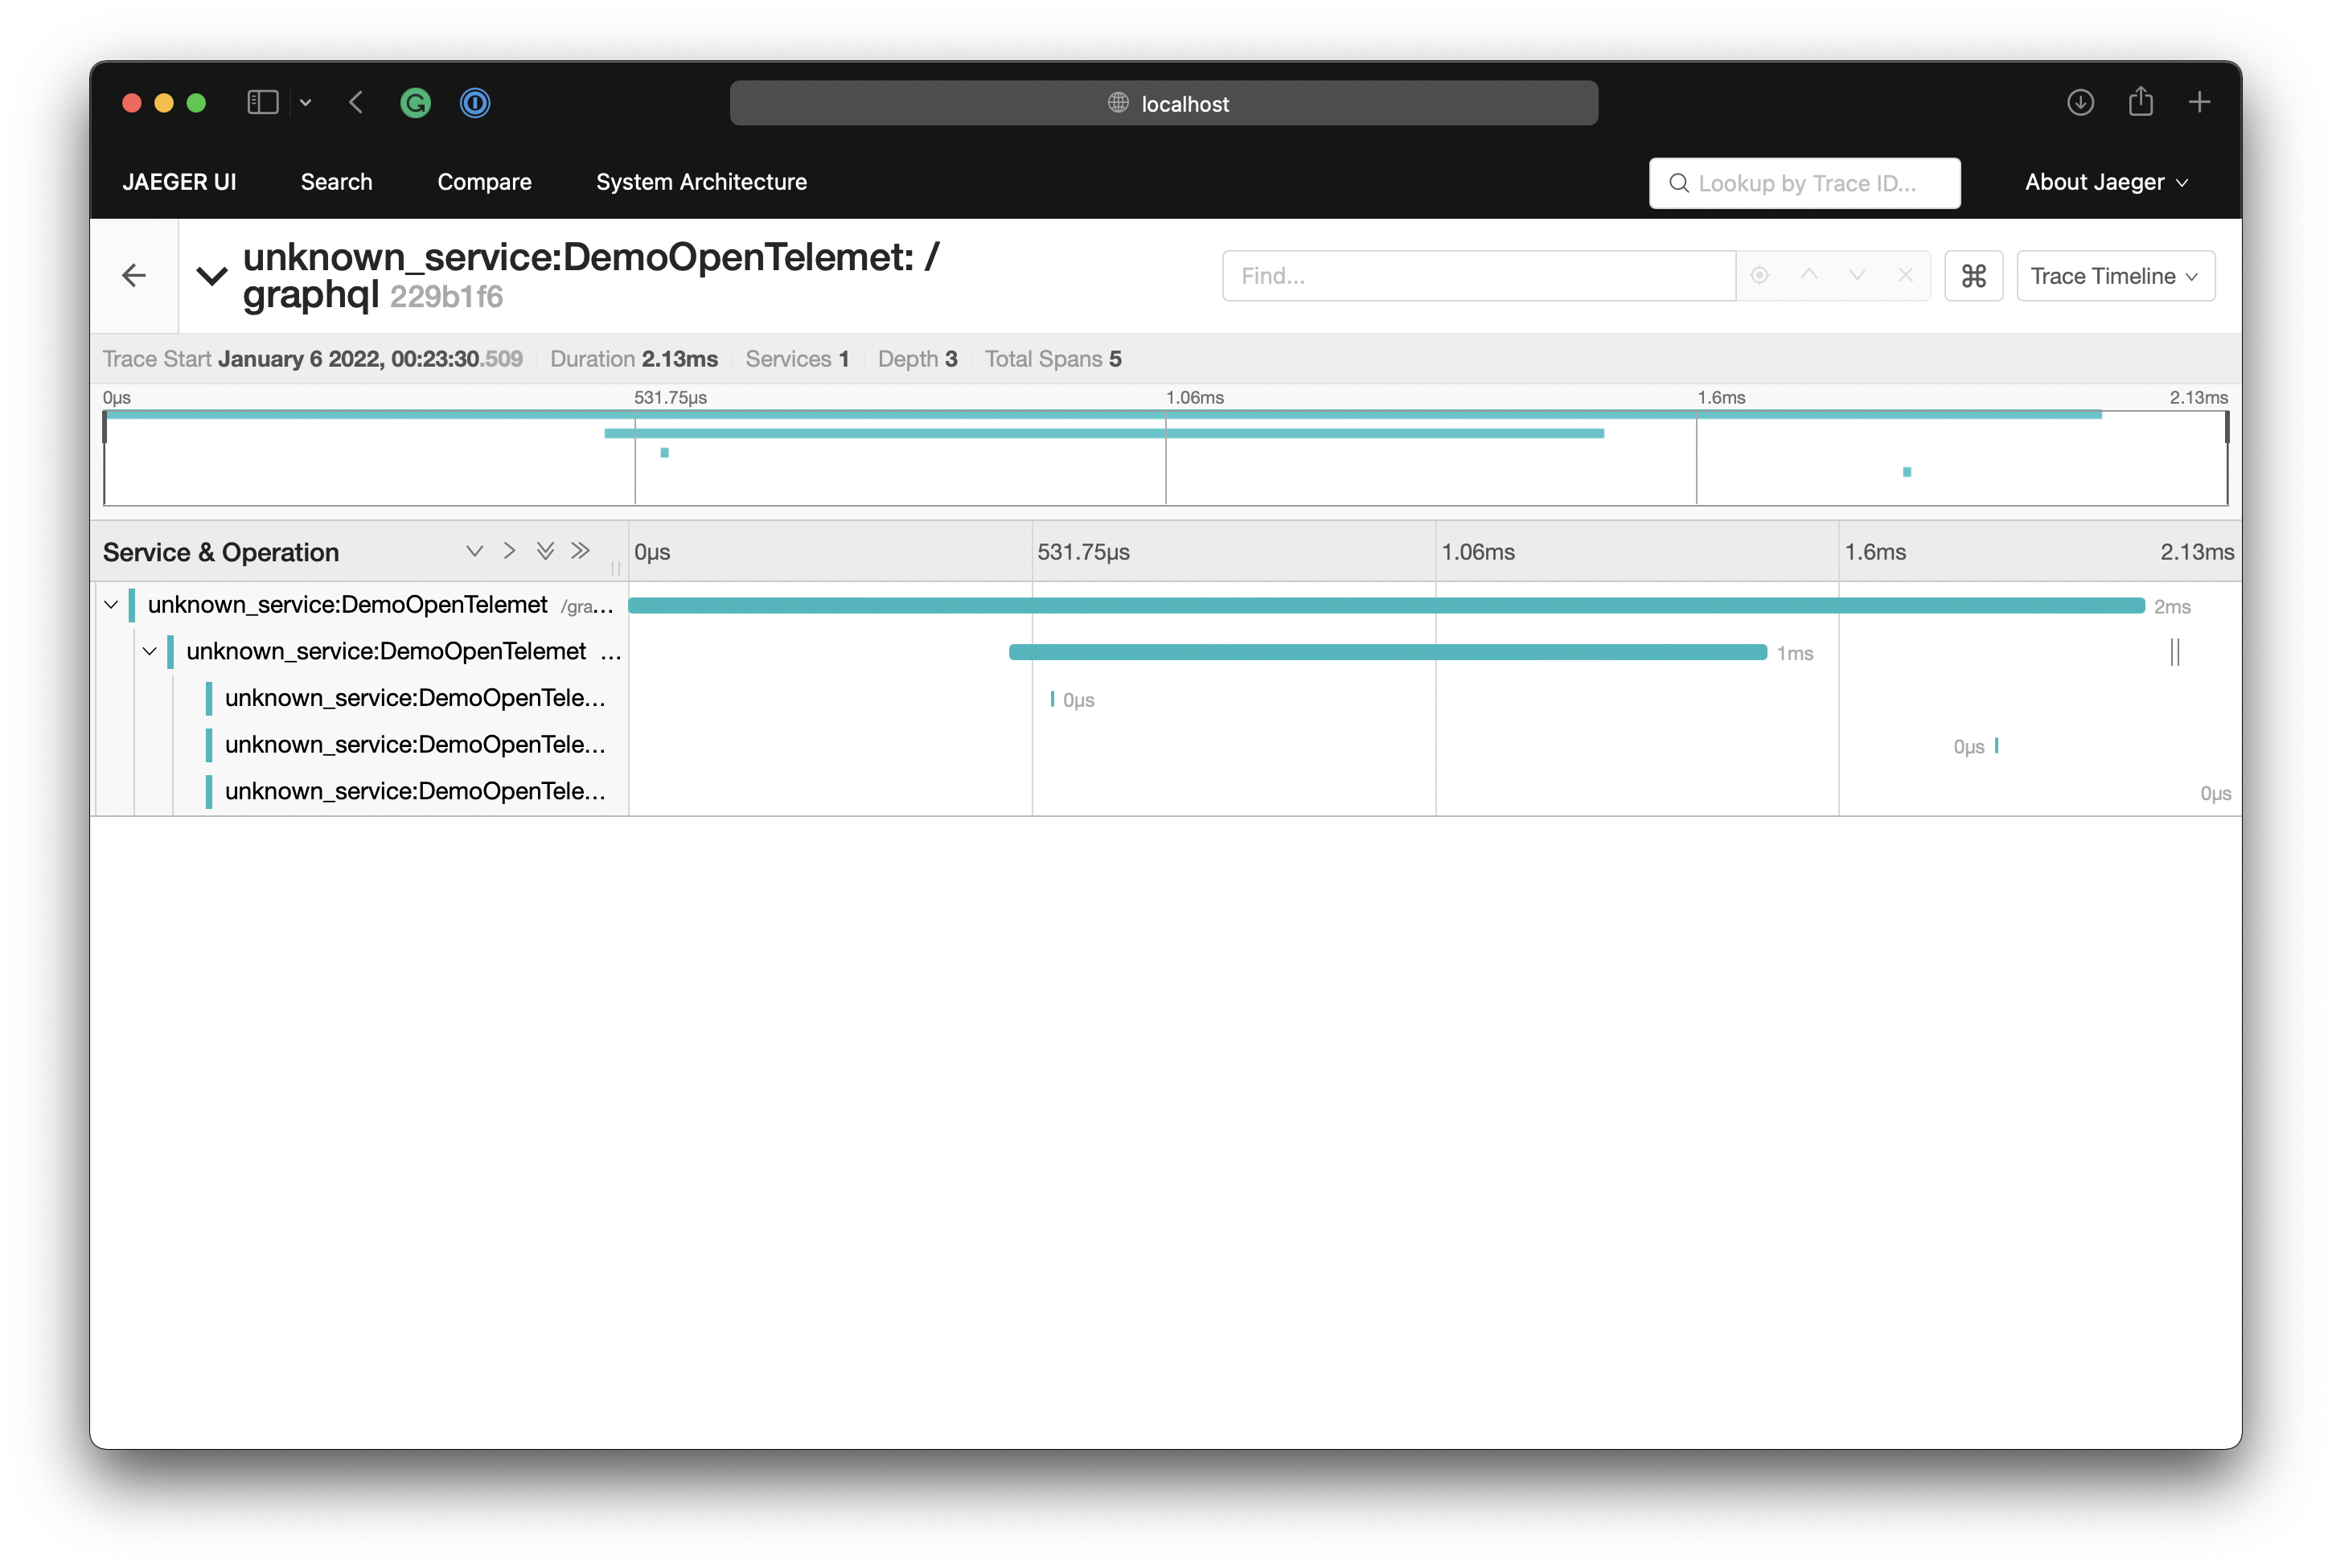 localhost
JAEGER UI Search Compare System Architecture Lookup by Trace ID... About Jaeger
unknown_service:DemoOpenTelemet: /
graphql 229b1f6
Find... Trace Timeline
Trace Start January 6 2022, 00:23:30.509 Duration 2.13ms Services 1 Depth 3 Total Spans 5
0μs 531.75μs 1.06ms 1.6ms 2.13ms
Service & Operation 0μs 531.75μs 1.06ms 1.6ms 2.13ms
unknown_service:DemoOpenTelemet /gra... 2ms
unknown_service:DemoOpenTelemet ... 1ms
unknown_service:DemoOpenTele... 0μs
unknown_service:DemoOpenTele... 0μs
unknown_service:DemoOpenTele... 0μs